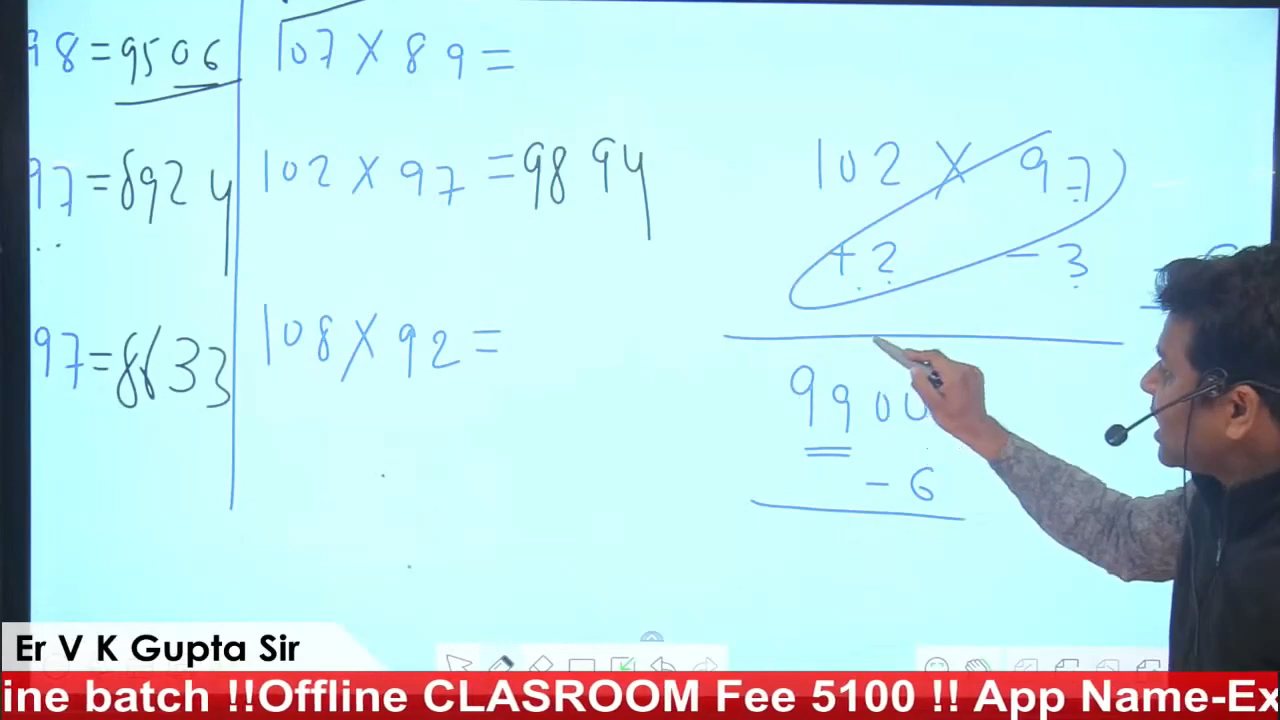 98 = 9506
107 × 89 =
97 = 8924
102 × 97 = 9894
97 = 8633
108 × 92 =
102 × 97
+2 -3
9900
- 6
Er V K Gupta Sir
ine batch !!Offline CLASROOM Fee 5100 !! App Name-Ex